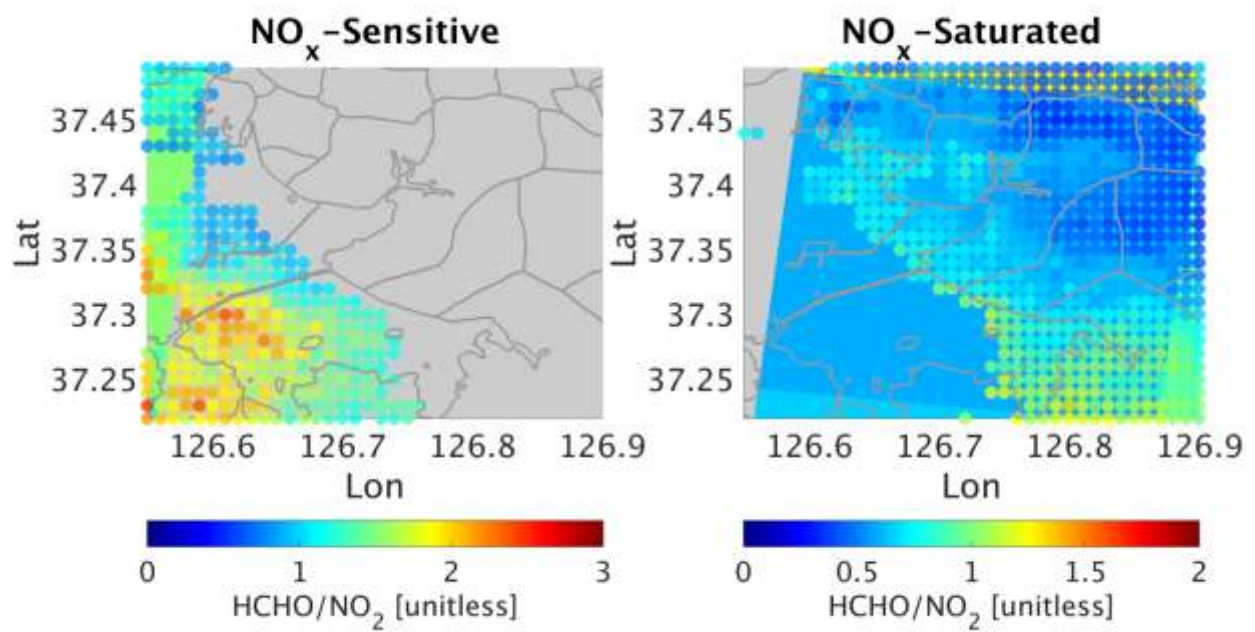 NOx-Sensitive
37.45
37.4
37.35
37.3
37.25
Lat
126.6 126.7 126.8 126.9
Lon
0 1 2 3
HCHO/NO2 [unitless]
NOx-Saturated
37.45
37.4
37.35
37.3
37.25
Lat
126.6 126.7 126.8 126.9
Lon
0 0.5 1 1.5 2
HCHO/NO2 [unitless]